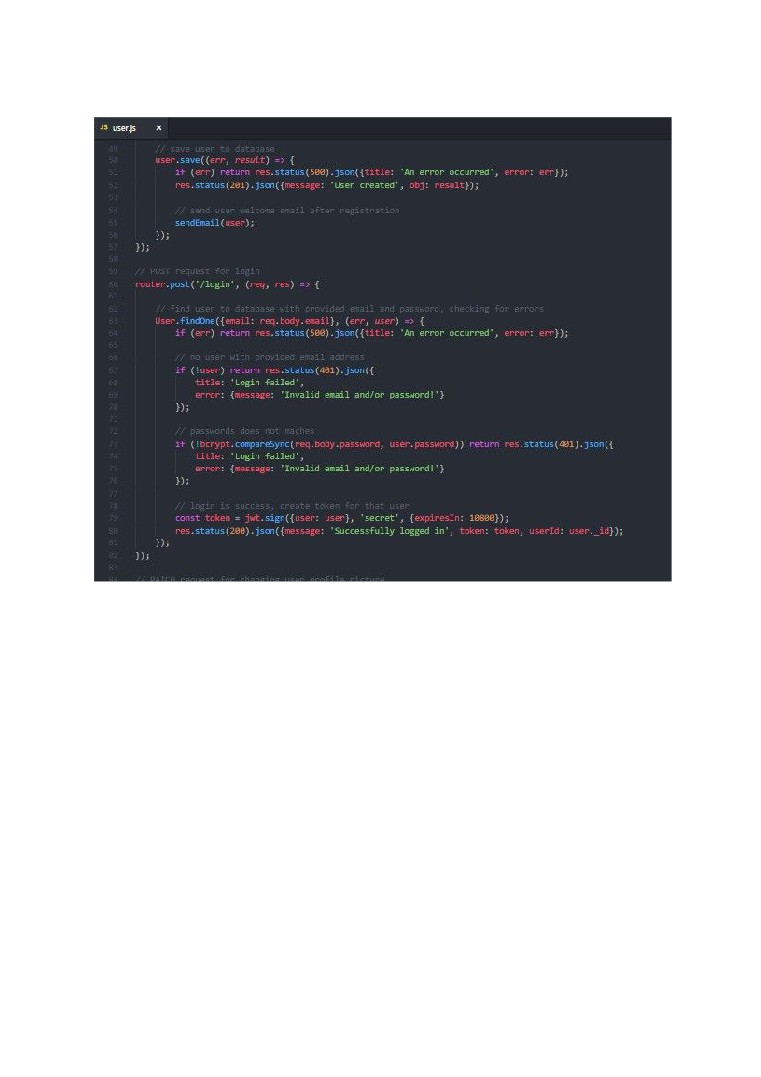 JS user.js x
49 // save user to database
50 user.save((err, result) => {
51 if (err) return res.status(500).json({title: 'An error occurred', error: err});
52 res.status(201).json({message: 'User created', obj: result});
53
54 // send user welcome email after registration
55 sendEmail(user);
56 });
57 });
58
59 // POST request for login
60 router.post('/login', (req, res) => {
61
62 // find user to database with provided email and password, checking for errors
63 User.findOne({email: req.body.email}, (err, user) => {
64 if (err) return res.status(500).json({title: 'An error occurred', error: err});
65
66 // no user with provided email address
67 if (!user) return res.status(401).json({
68 title: 'Login failed',
69 error: {message: 'Invalid email and/or password!'}
70 });
71
72 // passwords does not maches
73 if (!bcrypt.compareSync(req.body.password, user.password)) return res.status(401).json({
74 title: 'Login failed',
75 error: {message: 'Invalid email and/or password!'}
76 });
77
78 // login is success, create token for that user
79 const token = jwt.sign({user: user}, 'secret', {expiresIn: 10800});
80 res.status(200).json({message: 'Successfully logged in', token: token, userId: user._id});
81 });
82 });
83
84 // PATCH request for changing user profile picture